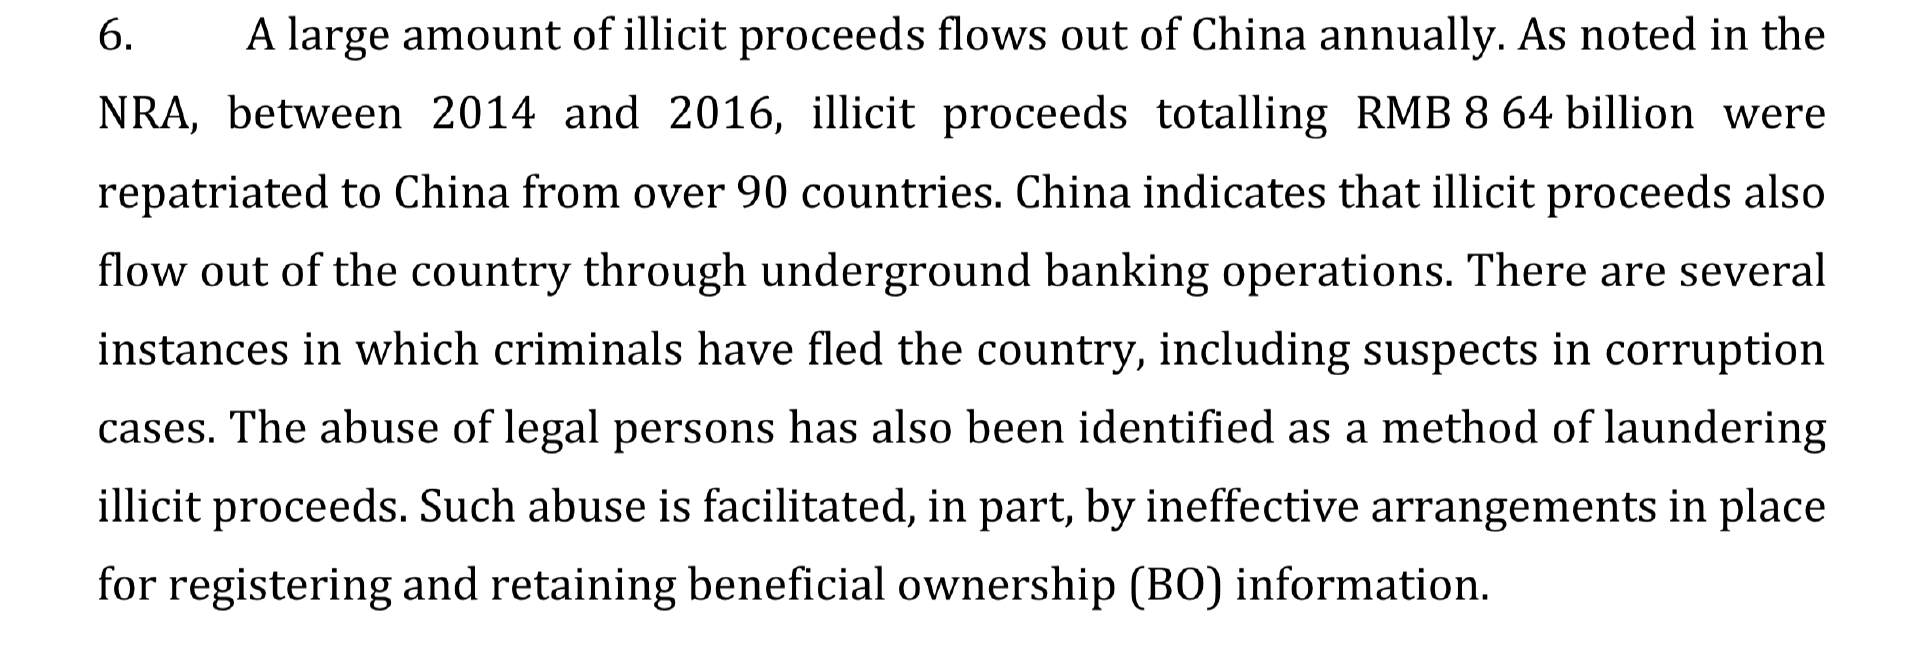 6. A large amount of illicit proceeds flows out of China annually. As noted in the
NRA, between 2014 and 2016, illicit proceeds totalling RMB 8 64 billion were
repatriated to China from over 90 countries. China indicates that illicit proceeds also
flow out of the country through underground banking operations. There are several
instances in which criminals have fled the country, including suspects in corruption
cases. The abuse of legal persons has also been identified as a method of laundering
illicit proceeds. Such abuse is facilitated, in part, by ineffective arrangements in place
for registering and retaining beneficial ownership (BO) information.